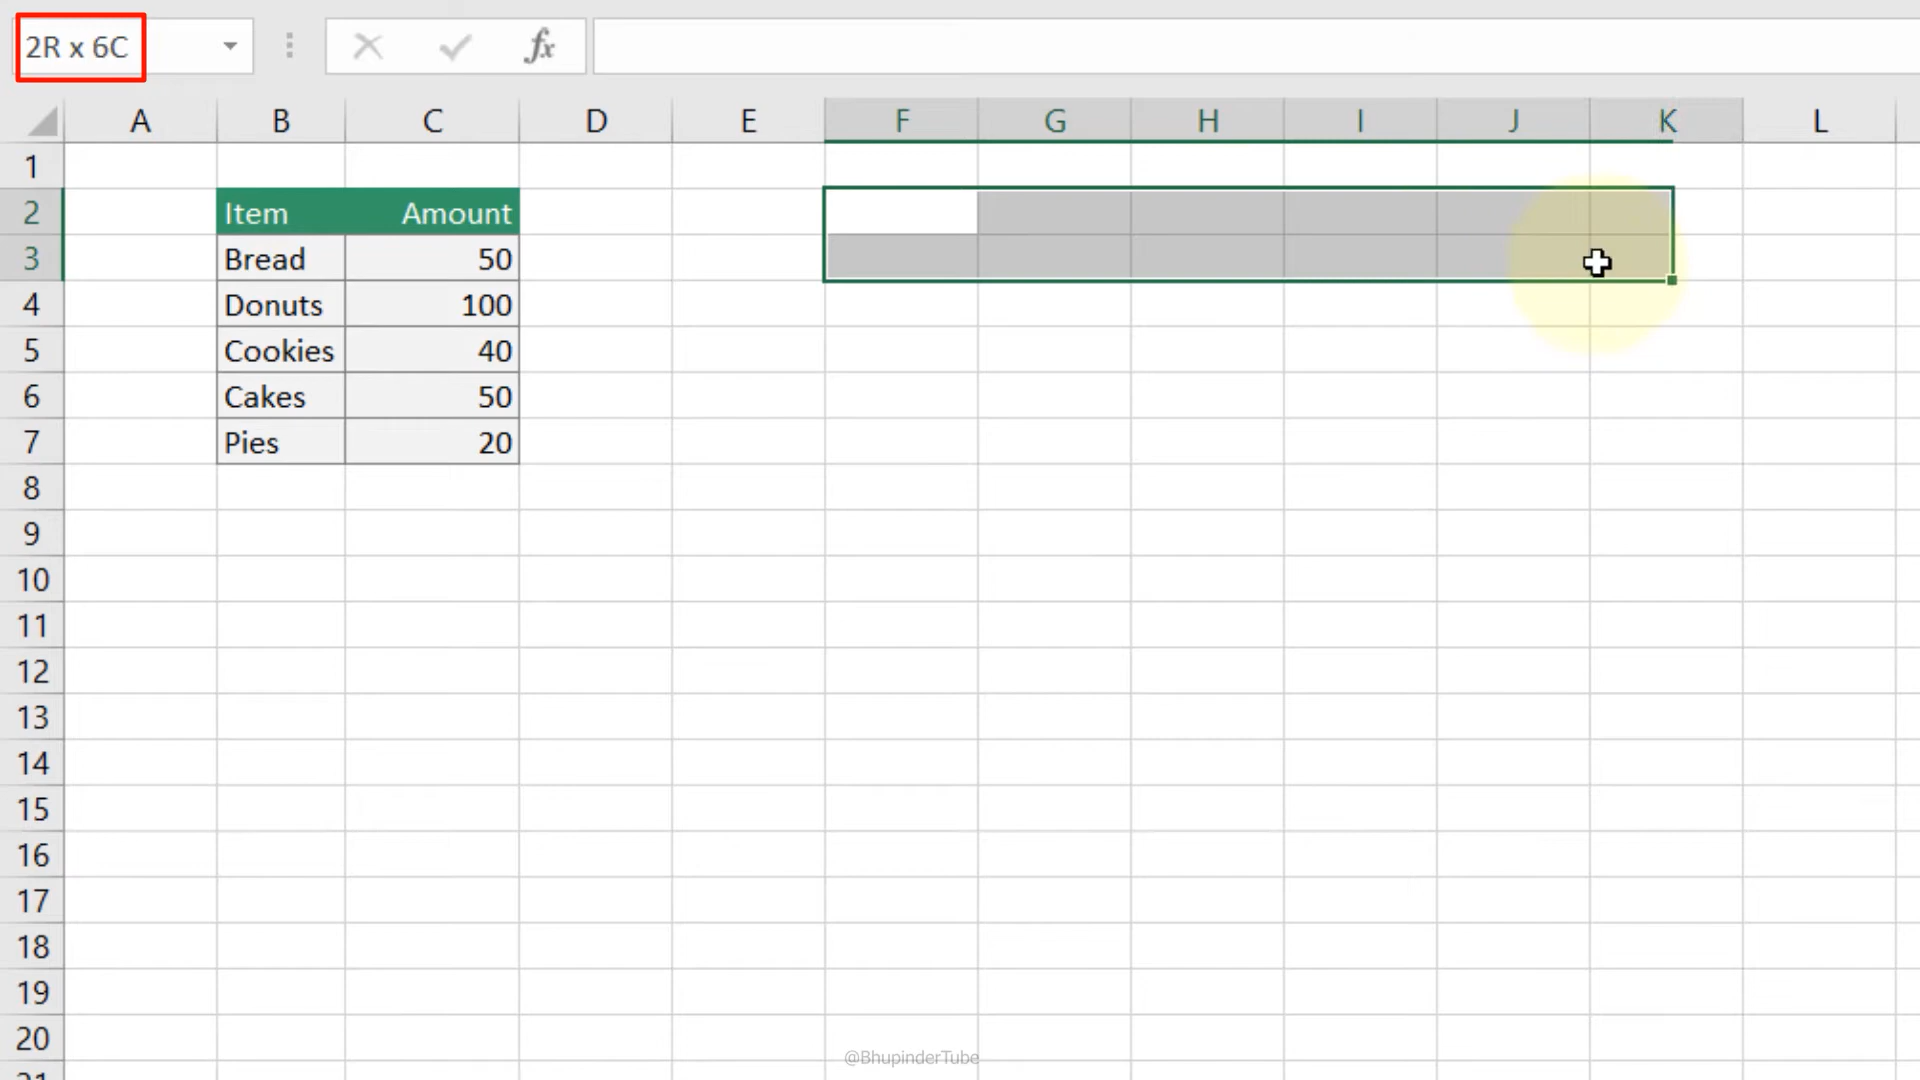 2R x 6C
fx
A B C D E F G H I J K L
1
2 Item Amount
3 Bread 50
4 Donuts 100
5 Cookies 40
6 Cakes 50
7 Pies 20
8
9
10
11
12
13
14
15
16
17
18
19
20
21
@BhupinderTube